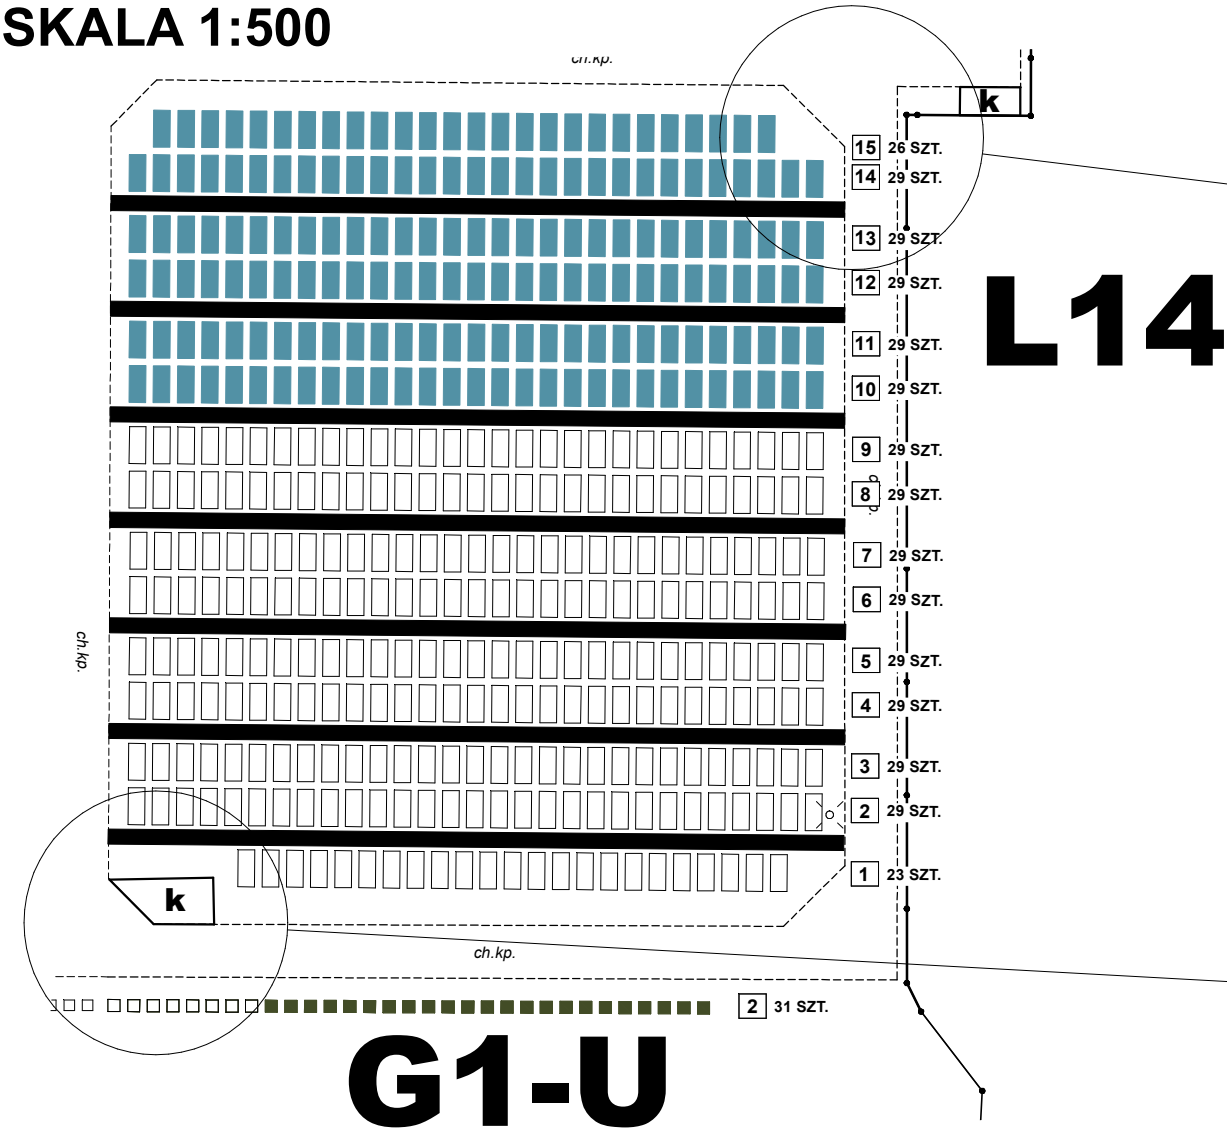 SKALA 1:500
ch.kp.
k
15 26 SZT.
14 29 SZT.
13 29 SZT.
12 29 SZT.
L14
11 29 SZT.
10 29 SZT.
9 29 SZT.
8 29 SZT.
7 29 SZT.
6 29 SZT.
ch.kp.
5 29 SZT.
4 29 SZT.
3 29 SZT.
2 29 SZT.
1 23 SZT.
k
ch.kp.
2 31 SZT.
G1-U